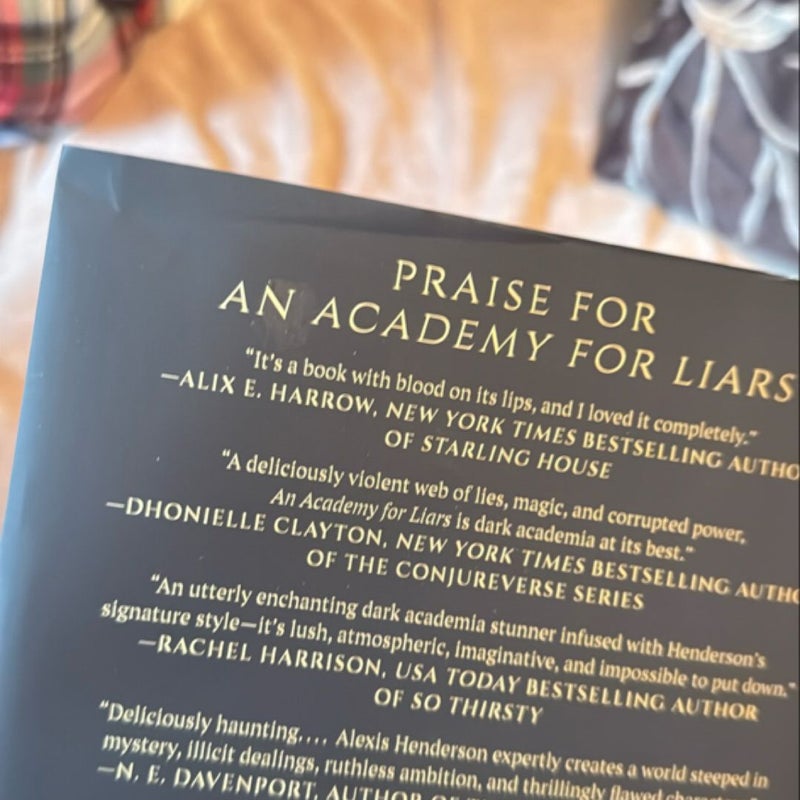 PRAISE FOR
AN ACADEMY FOR LIARS
“It’s a book with blood on its lips, and I loved it completely.”
—ALIX E. HARROW, NEW YORK TIMES BESTSELLING AUTHO
OF STARLING HOUSE
“A deliciously violent web of lies, magic, and corrupted power,
An Academy for Liars is dark academia at its best.”
—DHONIELLE CLAYTON, NEW YORK TIMES BESTSELLING AUTHO
OF THE CONJUREVERSE SERIES
“An utterly enchanting dark academia stunner infused with Henderson’s
signature style—it’s lush, atmospheric, imaginative, and impossible to put down.”
—RACHEL HARRISON, USA TODAY BESTSELLING AUTHOR
OF SO THIRSTY
“Deliciously haunting.... Alexis Henderson expertly creates a world steeped in
mystery, illicit dealings, ruthless ambition, and thrillingly flawed
—N. E. DAVENPORT, AUTHOR OF